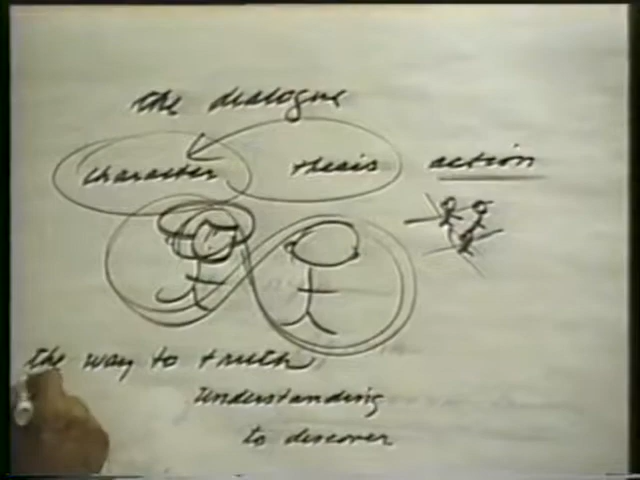 the dialogue
character thesis action
the way to truth
understanding
to discover